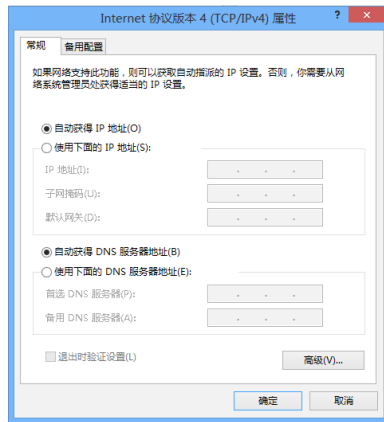 Internet 协议版本 4 (TCP/IPv4) 属性
常规 备用配置
如果网络支持此功能，则可以获取自动指派的 IP 设置。否则，你需要从网
络系统管理员处获得适当的 IP 设置。
自动获得 IP 地址(O)
使用下面的 IP 地址(S):
IP 地址(I):
子网掩码(U):
默认网关(D):
自动获得 DNS 服务器地址(B)
使用下面的 DNS 服务器地址(E):
首选 DNS 服务器(P):
备用 DNS 服务器(A):
退出时验证设置(L)
高级(V)...
确定 取消